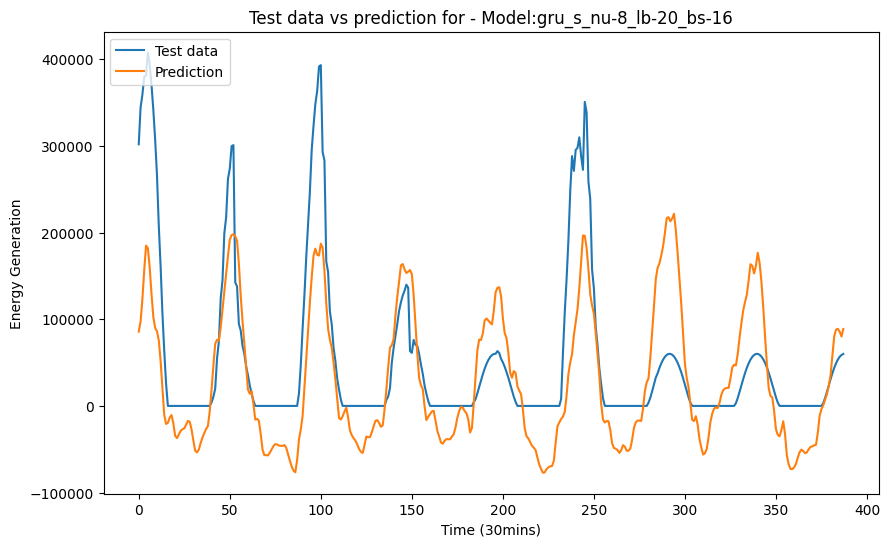 Test data vs prediction for - Model:gru_s_nu-8_lb-20_bs-16
Test data
Prediction
400000
300000
200000
100000
0
−100000
Energy Generation
0 50 100 150 200 250 300 350 400
Time (30mins)